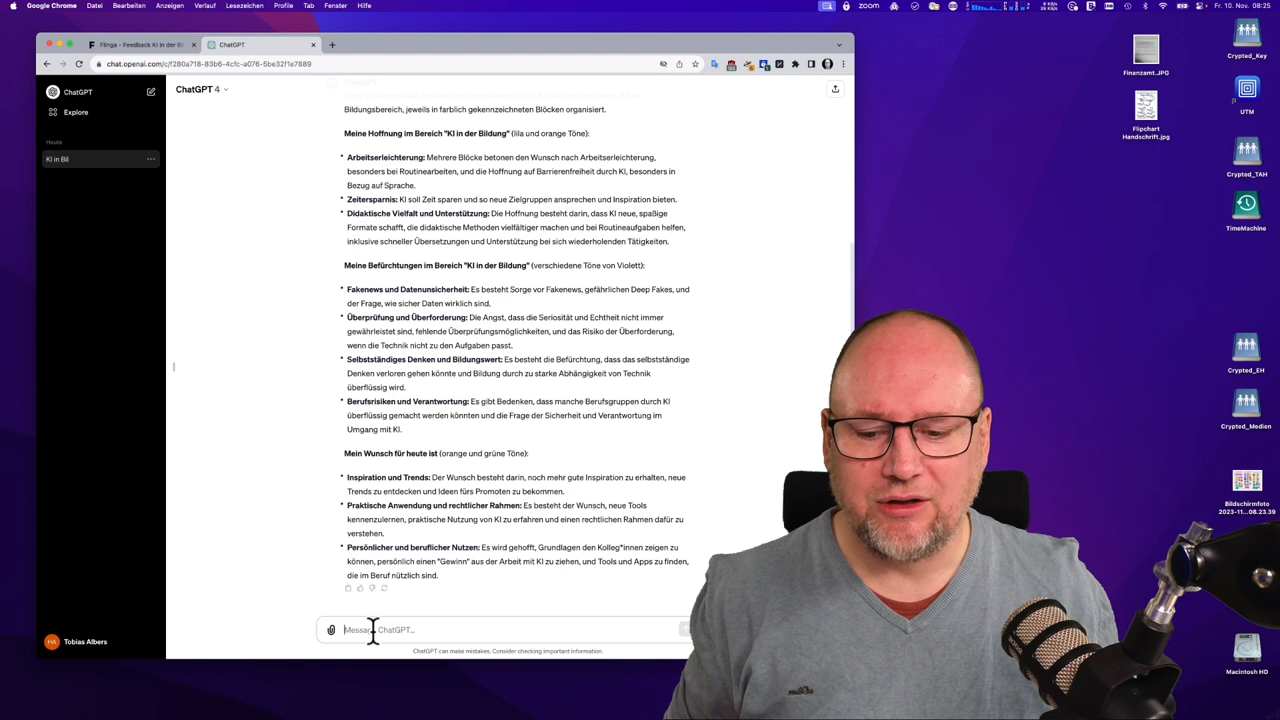 Google Chrome Datei Bearbeiten Anzeigen Verlauf Lesezeichen Profile Tab Fenster Hilfe
zoom
Fr. 10. Nov. 08:25
Flinga - Feedback KI in der Bi
ChatGPT
chat.openai.com/c/f280a718-83b6-4cfc-a076-5be32f1e7889
ChatGPT
Explore
Heute
KI in Bil
HA Tobias Albers
ChatGPT 4
ChatGPT
Bildungsbereich, jeweils in farblich gekennzeichneten Blöcken organisiert.
Meine Hoffnung im Bereich "KI in der Bildung" (lila und orange Töne):
• Arbeitserleichterung: Mehrere Blöcke betonen den Wunsch nach Arbeitserleichterung,
besonders bei Routinearbeiten, und die Hoffnung auf Barrierenfreiheit durch KI, besonders in
Bezug auf Sprache.
• Zeitersparnis: KI soll Zeit sparen und so neue Zielgruppen ansprechen und Inspiration bieten.
• Didaktische Vielfalt und Unterstützung: Die Hoffnung besteht darin, dass KI neue, spaßige
Formate schafft, die didaktische Methoden vielfältiger machen und bei Routineaufgaben helfen,
inklusive schneller Übersetzungen und Unterstützung bei sich wiederholenden Tätigkeiten.
Meine Befürchtungen im Bereich "KI in der Bildung" (verschiedene Töne von Violett):
• Fakenews und Datenunsicherheit: Es besteht Sorge vor Fakenews, gefährlichen Deep Fakes, und
der Frage, wie sicher Daten wirklich sind.
• Überprüfung und Überforderung: Die Angst, dass die Seriosität und Echtheit nicht immer
gewährleistet sind, fehlende Überprüfungsmöglichkeiten, und das Risiko der Überforderung,
wenn die Technik nicht zu den Aufgaben passt.
• Selbstständiges Denken und Bildungswert: Es besteht die Befürchtung, dass das selbstständige
Denken verloren gehen könnte und Bildung durch zu starke Abhängigkeit von Technik
überflüssig wird.
• Berufsrisiken und Verantwortung: Es gibt Bedenken, dass manche Berufsgruppen durch KI
überflüssig gemacht werden könnten und die Frage der Sicherheit und Verantwortung im
Umgang mit KI.
Mein Wunsch für heute ist (orange und grüne Töne):
• Inspiration und Trends: Der Wunsch besteht darin, noch mehr gute Inspiration zu erhalten, neue
Trends zu entdecken und Ideen fürs Promoten zu bekommen.
• Praktische Anwendung und rechtlicher Rahmen: Es besteht der Wunsch, neue Tools
kennenzulernen, praktische Nutzung von KI zu erfahren und einen rechtlichen Rahmen dafür zu
verstehen.
• Persönlicher und beruflicher Nutzen: Es wird gehofft, Grundlagen den Kolleg*innen zeigen zu
können, persönlich einen "Gewinn" aus der Arbeit mit KI zu ziehen, und Tools und Apps zu finden,
die im Beruf nützlich sind.
Message ChatGPT...
ChatGPT can make mistakes. Consider checking important information.
Finanzamt.JPG
Flipchart
Handschrift.jpg
Crypted_Key
UTM
Crypted_TAH
TimeMachine
Crypted_EH
Crypted_Medien
Bildschirmfoto
2023-11...08.23.39
Macintosh HD